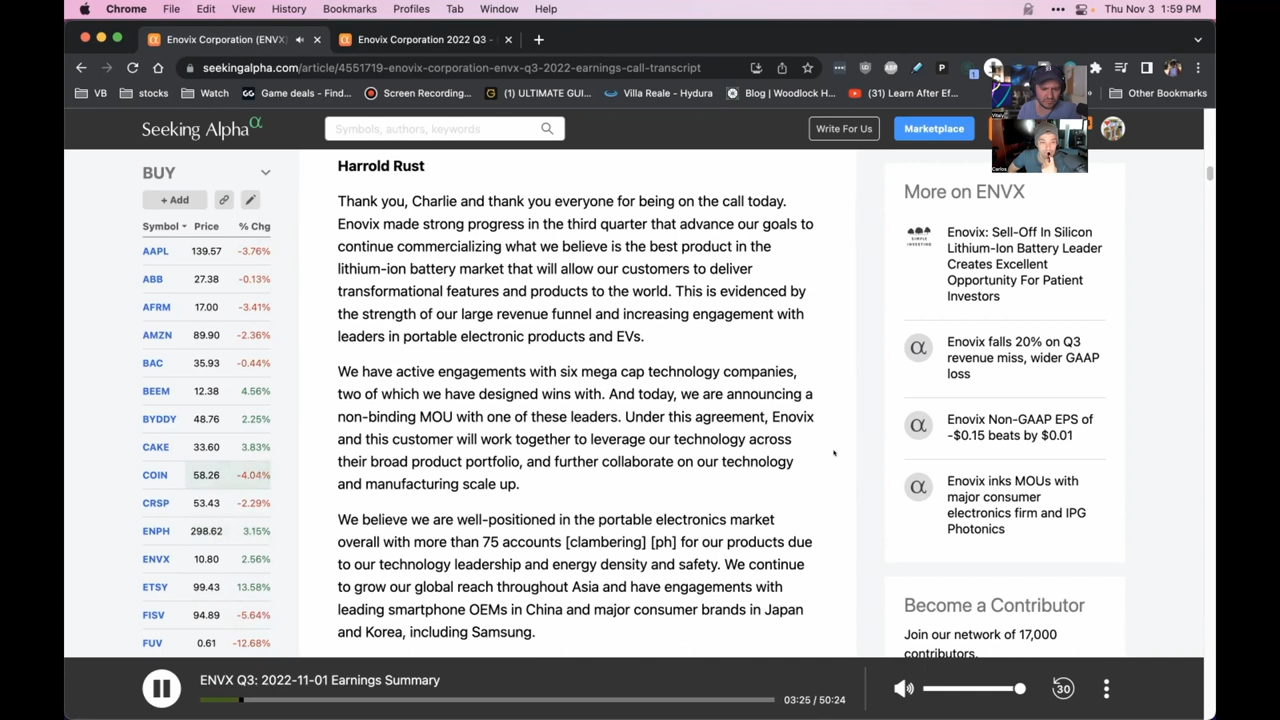 Chrome File Edit View History Bookmarks Profiles Tab Window Help
Thu Nov 3 1:59 PM
Enovix Corporation (ENVX)
Enovix Corporation 2022 Q3 -
seekingalpha.com/article/4551719-enovix-corporation-envx-q3-2022-earnings-call-transcript
VB stocks Watch Game deals - Find... Screen Recording... (1) ULTIMATE GUI... Villa Reale - Hydura Blog | Woodlock H... (31) Learn After Ef... Other Bookmarks
Seeking Alpha α
Symbols, authors, keywords
Write For Us
Marketplace
Vitaly
Carlos
BUY
+ Add
Symbol Price % Chg
AAPL 139.57 -3.76%
ABB 27.38 -0.13%
AFRM 17.00 -3.41%
AMZN 89.90 -2.36%
BAC 35.93 -0.44%
BEEM 12.38 4.56%
BYDDY 48.76 2.25%
CAKE 33.60 3.83%
COIN 58.26 -4.04%
CRSP 53.43 -2.29%
ENPH 298.62 3.15%
ENVX 10.80 2.56%
ETSY 99.43 13.58%
FISV 94.89 -5.64%
FUV 0.61 -12.68%
Harrold Rust
Thank you, Charlie and thank you everyone for being on the call today.
Enovix made strong progress in the third quarter that advance our goals to
continue commercializing what we believe is the best product in the
lithium-ion battery market that will allow our customers to deliver
transformational features and products to the world. This is evidenced by
the strength of our large revenue funnel and increasing engagement with
leaders in portable electronic products and EVs.
We have active engagements with six mega cap technology companies,
two of which we have designed wins with. And today, we are announcing a
non-binding MOU with one of these leaders. Under this agreement, Enovix
and this customer will work together to leverage our technology across
their broad product portfolio, and further collaborate on our technology
and manufacturing scale up.
We believe we are well-positioned in the portable electronics market
overall with more than 75 accounts [clambering] [ph] for our products due
to our technology leadership and energy density and safety. We continue
to grow our global reach throughout Asia and have engagements with
leading smartphone OEMs in China and major consumer brands in Japan
and Korea, including Samsung.
More on ENVX
SIMPLE
INVESTING
Enovix: Sell-Off In Silicon
Lithium-Ion Battery Leader
Creates Excellent
Opportunity For Patient
Investors
α
Enovix falls 20% on Q3
revenue miss, wider GAAP
loss
α
Enovix Non-GAAP EPS of
-$0.15 beats by $0.01
α
Enovix inks MOUs with
major consumer
electronics firm and IPG
Photonics
Become a Contributor
Join our network of 17,000
contributors.
ENVX Q3: 2022-11-01 Earnings Summary
03:25 / 50:24
30